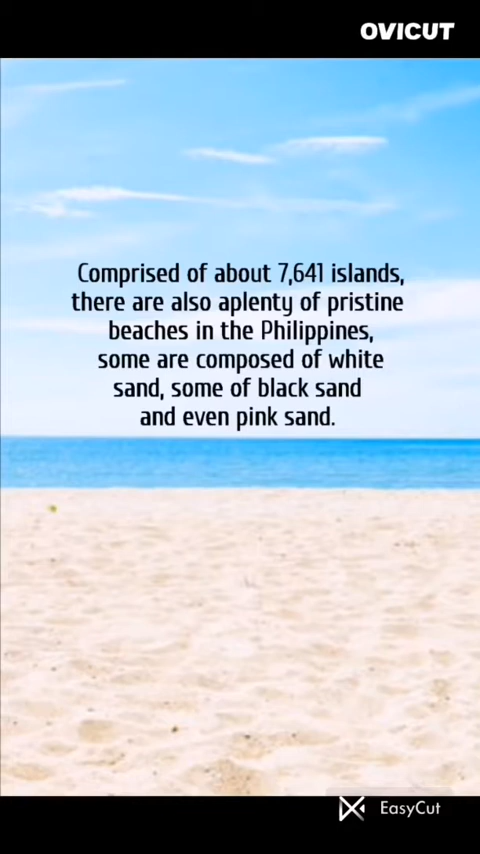 OVICUT
Comprised of about 7,641 islands,
there are also aplenty of pristine
beaches in the Philippines,
some are composed of white
sand, some of black sand
and even pink sand.
EasyCut